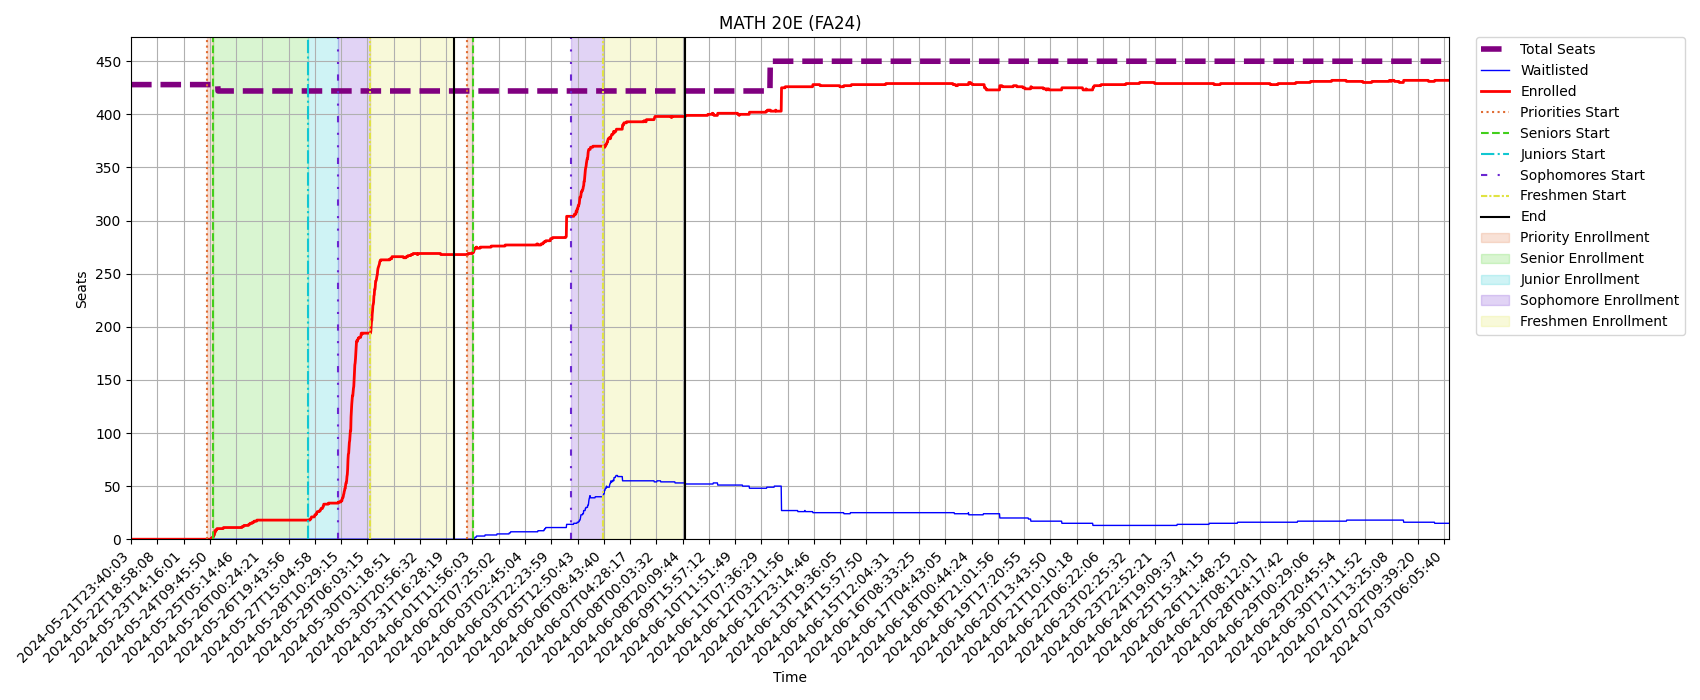 MATH 20E (FA24)
Seats
450
400
350
300
250
200
150
100
50
0
2024-05-21T23:40:03
2024-05-22T18:58:08
2024-05-23T14:16:01
2024-05-24T09:45:50
2024-05-25T05:14:46
2024-05-26T00:24:21
2024-05-26T19:43:56
2024-05-27T15:04:58
2024-05-28T10:29:15
2024-05-29T06:03:15
2024-05-30T01:18:51
2024-05-30T20:56:32
2024-05-31T16:28:19
2024-06-01T11:56:03
2024-06-02T07:25:02
2024-06-03T02:45:04
2024-06-03T22:23:59
2024-06-05T12:50:43
2024-06-06T08:43:40
2024-06-07T04:28:17
2024-06-08T00:03:32
2024-06-08T20:09:44
2024-06-09T15:57:12
2024-06-10T11:51:49
2024-06-11T07:36:29
2024-06-12T03:11:56
2024-06-12T23:14:46
2024-06-13T19:36:05
2024-06-14T15:57:50
2024-06-15T12:04:31
2024-06-16T08:33:25
2024-06-17T04:43:05
2024-06-18T00:44:24
2024-06-18T21:01:56
2024-06-19T17:20:55
2024-06-20T13:43:50
2024-06-21T10:10:18
2024-06-22T06:22:06
2024-06-23T02:25:32
2024-06-23T22:52:21
2024-06-24T19:09:37
2024-06-25T15:34:15
2024-06-26T11:48:25
2024-06-27T08:12:01
2024-06-28T04:17:42
2024-06-29T00:29:06
2024-06-29T20:45:54
2024-06-30T17:11:52
2024-07-01T13:25:08
2024-07-02T09:39:20
2024-07-03T06:05:40
Time
Total Seats
Waitlisted
Enrolled
Priorities Start
Seniors Start
Juniors Start
Sophomores Start
Freshmen Start
End
Priority Enrollment
Senior Enrollment
Junior Enrollment
Sophomore Enrollment
Freshmen Enrollment